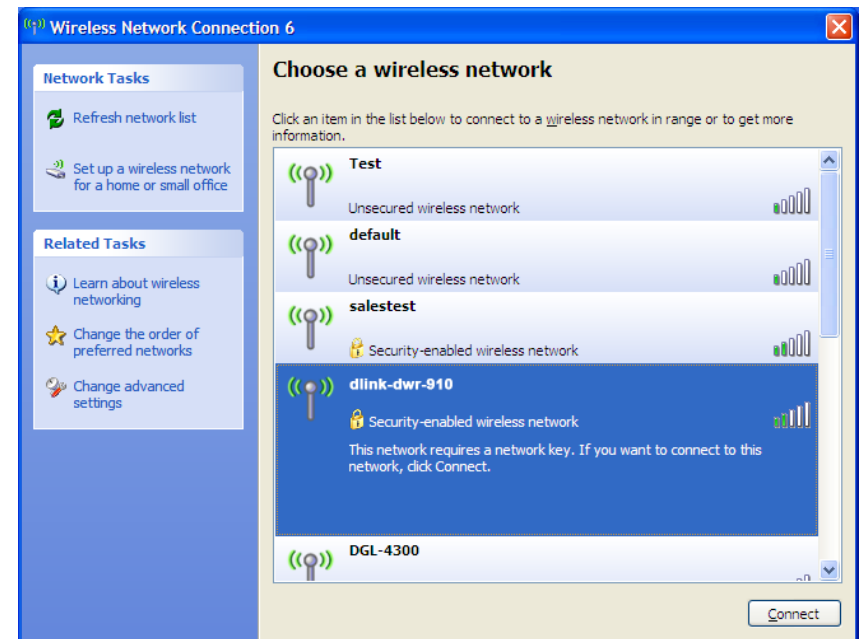 Wireless Network Connection 6
Network Tasks
Refresh network list
Set up a wireless network
for a home or small office
Related Tasks
Learn about wireless
networking
Change the order of
preferred networks
Change advanced
settings
Choose a wireless network
Click an item in the list below to connect to a wireless network in range or to get more
information.
Test
Unsecured wireless network
default
Unsecured wireless network
salestest
Security-enabled wireless network
dlink-dwr-910
Security-enabled wireless network
This network requires a network key. If you want to connect to this
network, click Connect.
DGL-4300
Connect